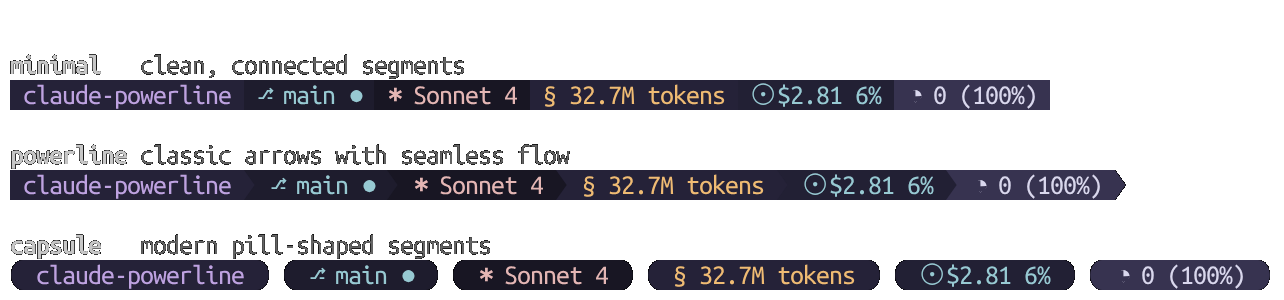 minimal clean, connected segments
claude-powerline ⎇ main ● ✱ Sonnet 4 § 32.7M tokens ☉$2.81 6% ◔ 0 (100%)
powerline classic arrows with seamless flow
claude-powerline ⎇ main ● ✱ Sonnet 4 § 32.7M tokens ☉$2.81 6% ◔ 0 (100%)
capsule modern pill-shaped segments
claude-powerline ⎇ main ● ✱ Sonnet 4 § 32.7M tokens ☉$2.81 6% ◔ 0 (100%)